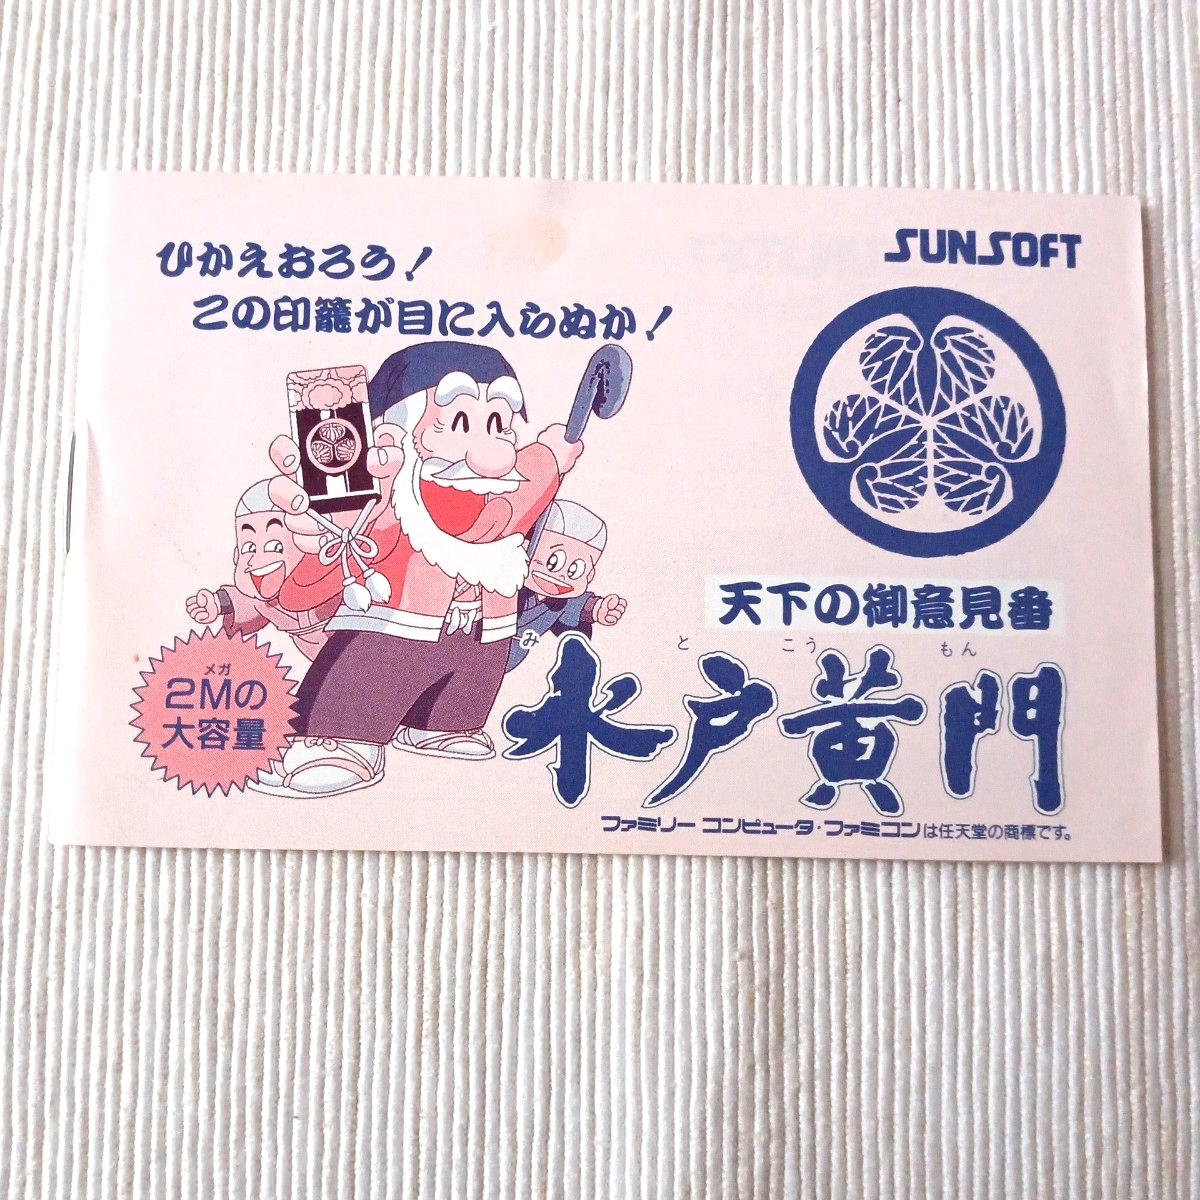 ひかえおろう!
この印籠が目に入らぬか!
SUNSOFT
天下の御意見番
み と こう もん
水戸黄門
メガ
2Mの
大容量
ファミリーコンピュータ・ファミコンは任天堂の商標です。